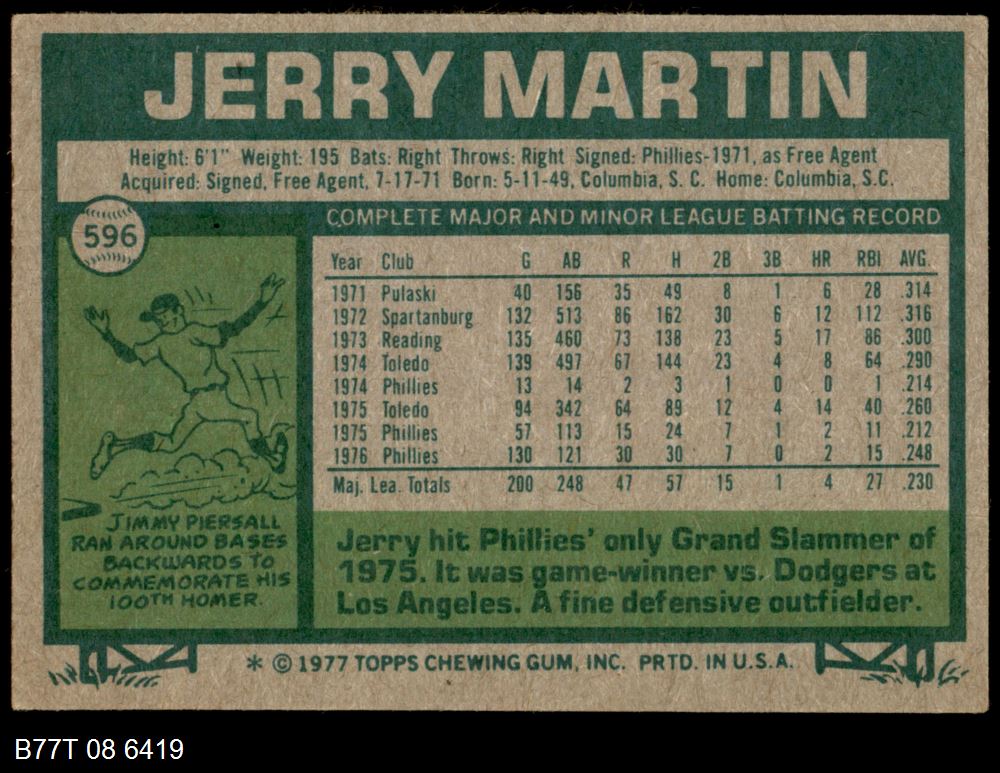 JERRY MARTIN
Height: 6'1" Weight: 195 Bats: Right Throws: Right Signed: Phillies-1971, as Free Agent
Acquired: Signed, Free Agent, 7-17-71 Born: 5-11-49, Columbia, S. C. Home: Columbia, S.C.
596
COMPLETE MAJOR AND MINOR LEAGUE BATTING RECORD
Year Club G AB R H 2B 3B HR RBI AVG.
1971 Pulaski 40 156 35 49 8 1 6 28 .314
1972 Spartanburg 132 513 86 162 30 6 12 112 .316
1973 Reading 135 460 73 138 23 5 17 86 .300
1974 Toledo 139 497 67 144 23 4 8 64 .290
1974 Phillies 13 14 2 3 1 0 0 1 .214
1975 Toledo 94 342 64 89 12 4 14 40 .260
1975 Phillies 57 113 15 24 7 1 2 11 .212
1976 Phillies 130 121 30 30 7 0 2 15 .248
Maj. Lea. Totals 200 248 47 57 15 1 4 27 .230
JIMMY PIERSALL
RAN AROUND BASES
BACKWARDS TO
COMMEMORATE HIS
100TH HOMER.
Jerry hit Phillies' only Grand Slammer of
1975. It was game-winner vs. Dodgers at
Los Angeles. A fine defensive outfielder.
* © 1977 TOPPS CHEWING GUM, INC. PRTD. IN U.S.A.
B77T 08 6419